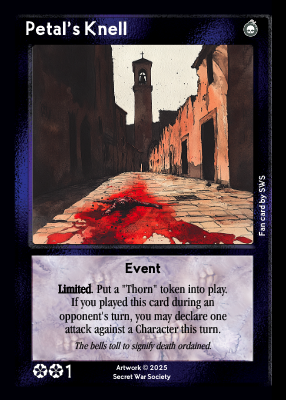 Petal's Knell
Fan card by SWS
Event
Limited. Put a "Thorn" token into play.
If you played this card during an
opponent's turn, you may declare one
attack against a Character this turn.
The bells toll to signify death ordained.
1
Artwork © 2025
Secret War Society